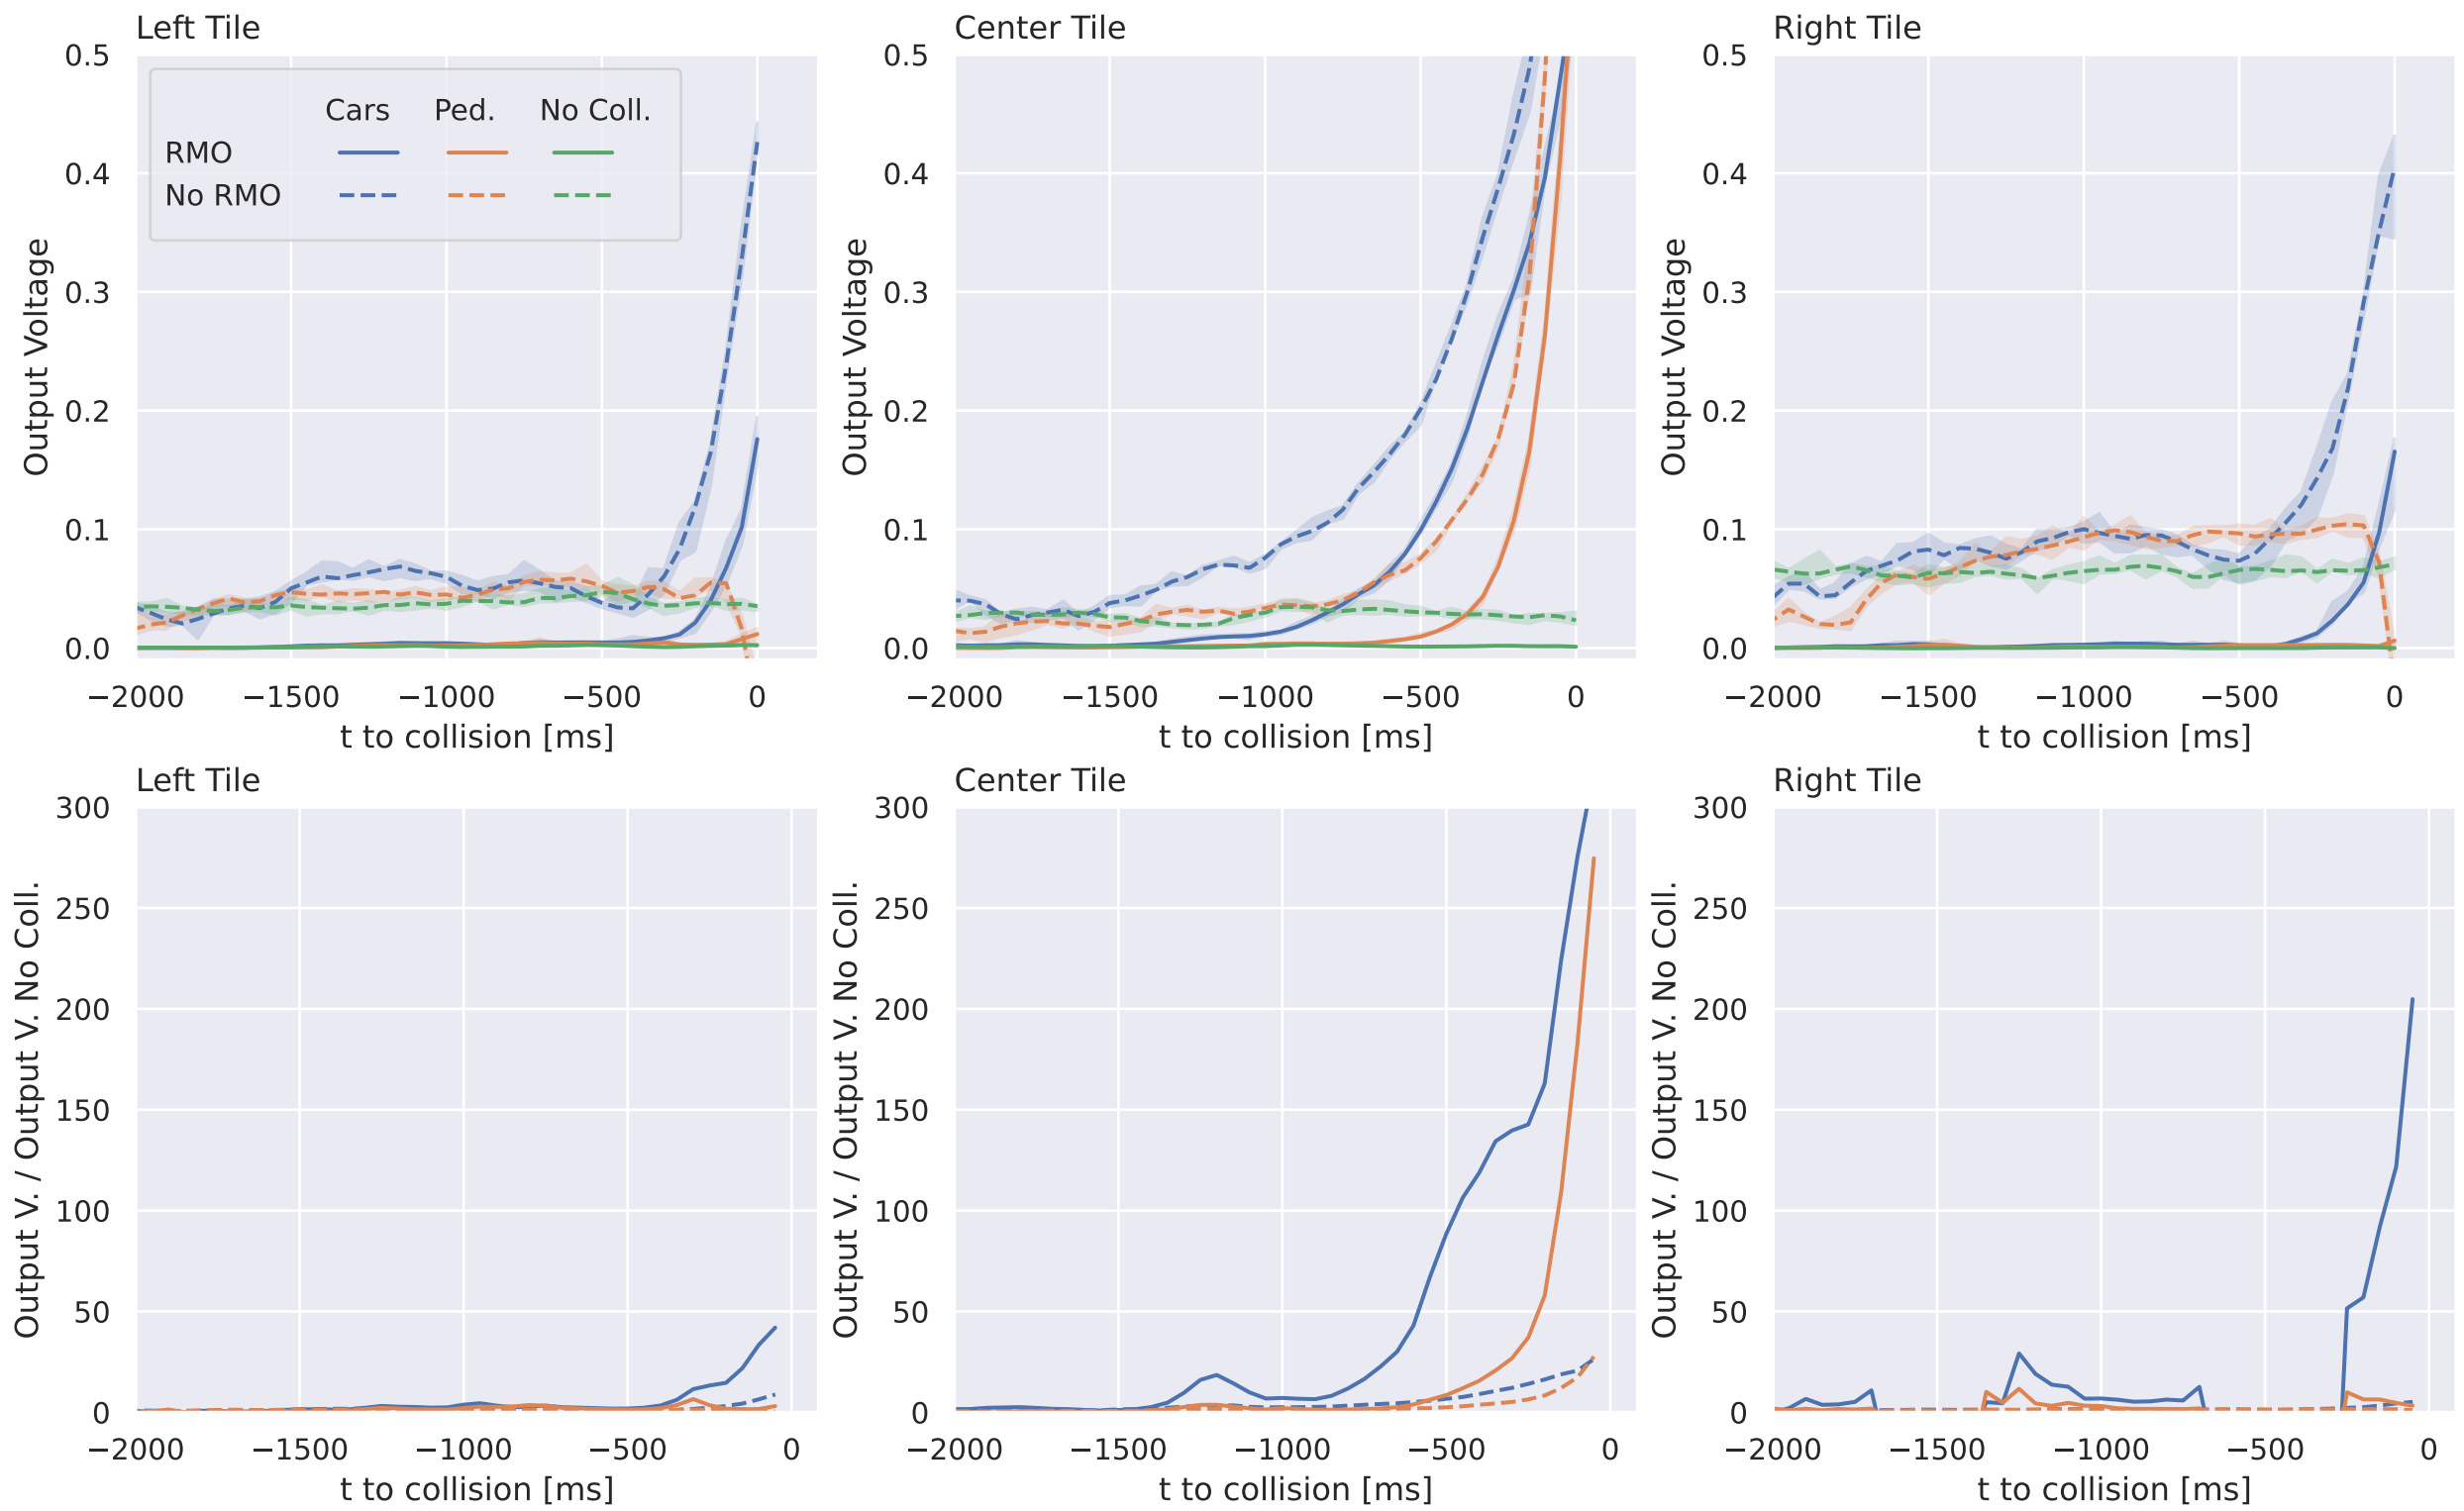 Left Tile
0.5
0.4
0.3
0.2
0.1
0.0
Output Voltage
Cars Ped. No Coll.
RMO
No RMO
−2000 −1500 −1000 −500 0
t to collision [ms]
Center Tile
0.5
0.4
0.3
0.2
0.1
0.0
Output Voltage
−2000 −1500 −1000 −500 0
t to collision [ms]
Right Tile
0.5
0.4
0.3
0.2
0.1
0.0
Output Voltage
−2000 −1500 −1000 −500 0
t to collision [ms]
Left Tile
300
250
200
150
100
50
0
Output V. / Output V. No Coll.
−2000 −1500 −1000 −500 0
t to collision [ms]
Center Tile
300
250
200
150
100
50
0
Output V. / Output V. No Coll.
−2000 −1500 −1000 −500 0
t to collision [ms]
Right Tile
300
250
200
150
100
50
0
Output V. / Output V. No Coll.
−2000 −1500 −1000 −500 0
t to collision [ms]